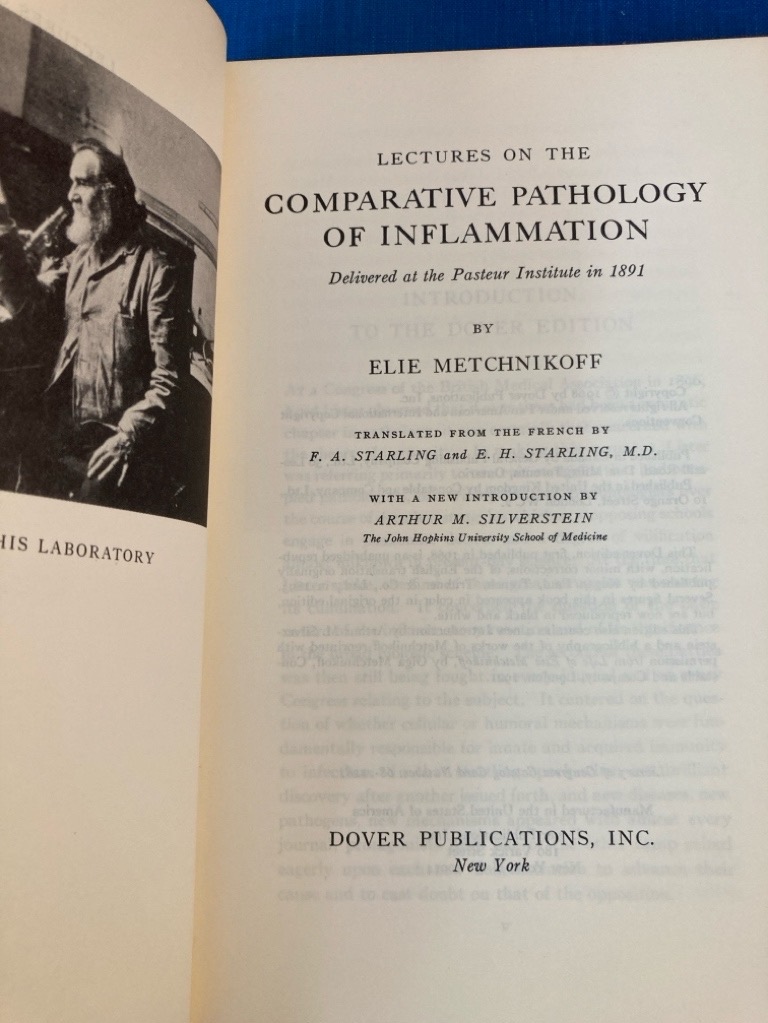 HIS LABORATORY
LECTURES ON THE
COMPARATIVE PATHOLOGY
OF INFLAMMATION
Delivered at the Pasteur Institute in 1891
BY
ELIE METCHNIKOFF
TRANSLATED FROM THE FRENCH BY
F. A. STARLING and E. H. STARLING, M.D.
WITH A NEW INTRODUCTION BY
ARTHUR M. SILVERSTEIN
The John Hopkins University School of Medicine
DOVER PUBLICATIONS, INC.
New York